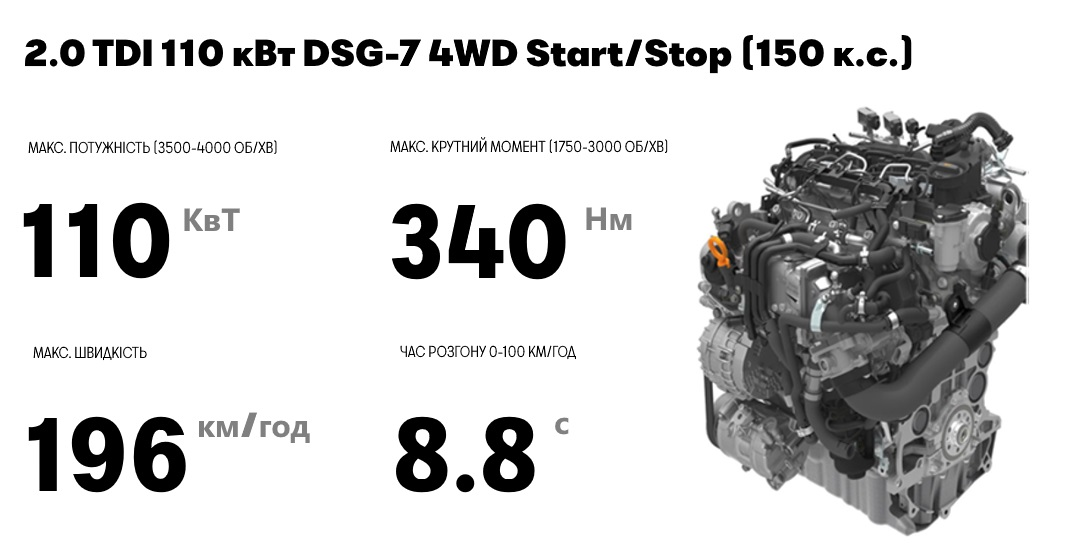 2.0 TDI 110 кВт DSG-7 4WD Start/Stop (150 к.с.)
МАКС. ПОТУЖНІСТЬ (3500-4000 ОБ/ХВ)
110 КвТ
МАКС. КРУТНИЙ МОМЕНТ (1750-3000 ОБ/ХВ)
340 Нм
МАКС. ШВИДКІСТЬ
196 км/год
ЧАС РОЗГОНУ 0-100 КМ/ГОД
8.8 с